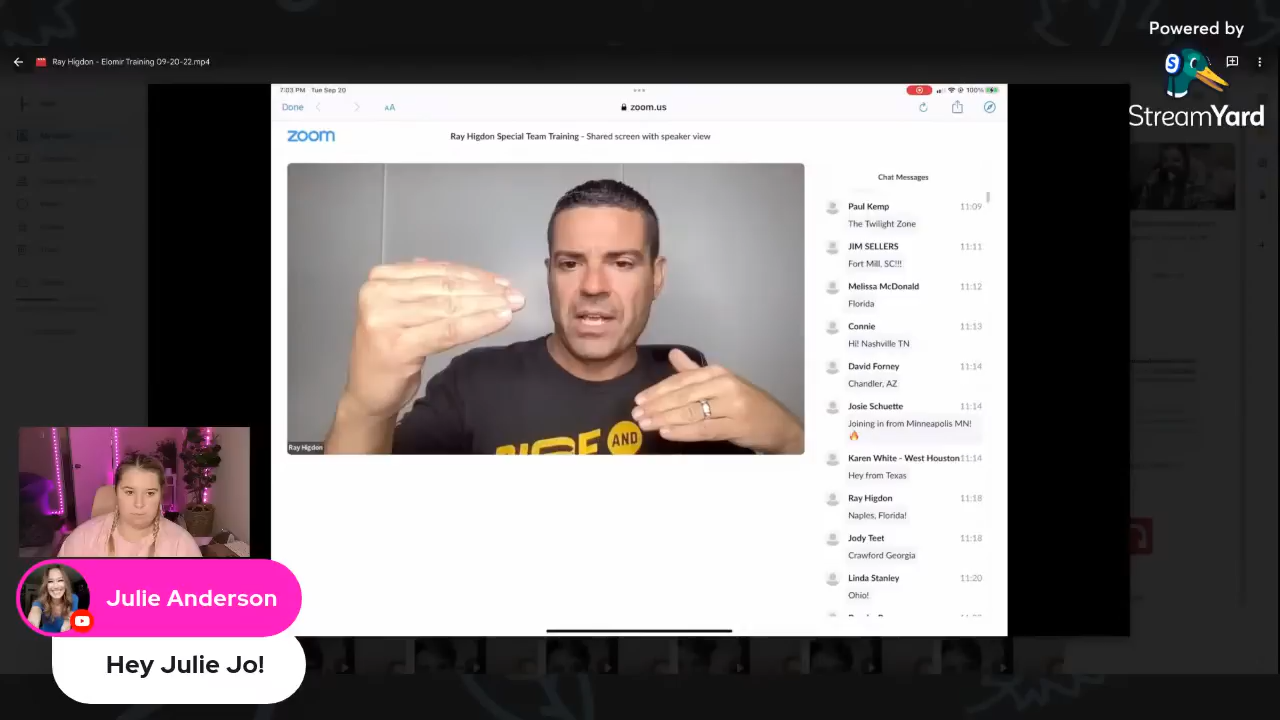 Powered by
StreamYard
Ray Higdon - Elomir Training 09-20-22.mp4
7:03 PM Tue Sep 20
100%
Done
AA
zoom.us
zoom
Ray Higdon Special Team Training - Shared screen with speaker view
Chat Messages
Paul Kemp 11:09
The Twilight Zone
JIM SELLERS 11:11
Fort Mill, SC!!!
Melissa McDonald 11:12
Florida
Connie 11:13
Hi! Nashville TN
David Forney 11:14
Chandler, AZ
Josie Schuette 11:14
Joining in from Minneapolis MN!
🔥
Karen White - West Houston 11:14
Hey from Texas
Ray Higdon 11:18
Naples, Florida!
Jody Teet 11:18
Crawford Georgia
Linda Stanley 11:20
Ohio!
RISE AND
Ray Higdon
Julie Anderson
Hey Julie Jo!